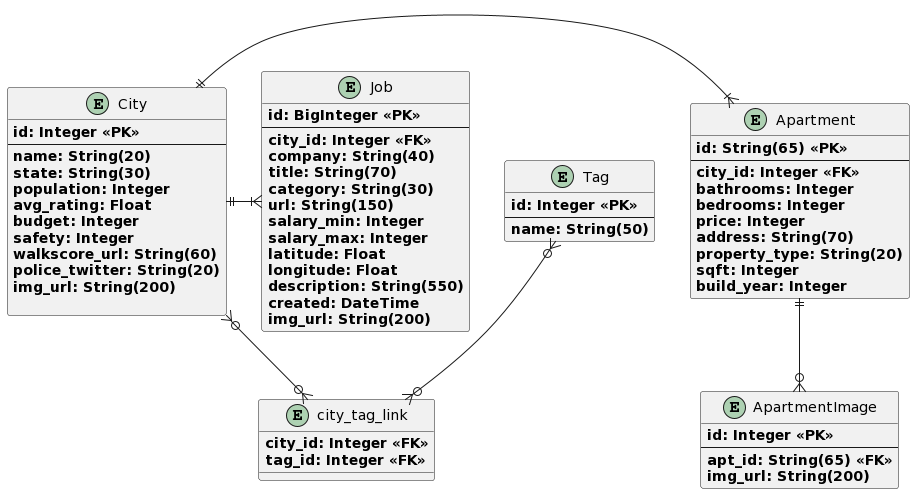 E City
id: Integer «PK»
name: String(20)
state: String(30)
population: Integer
avg_rating: Float
budget: Integer
safety: Integer
walkscore_url: String(60)
police_twitter: String(20)
img_url: String(200)
E Job
id: BigInteger «PK»
city_id: Integer «FK»
company: String(40)
title: String(70)
category: String(30)
url: String(150)
salary_min: Integer
salary_max: Integer
latitude: Float
longitude: Float
description: String(550)
created: DateTime
img_url: String(200)
E Tag
id: Integer «PK»
name: String(50)
E Apartment
id: String(65) «PK»
city_id: Integer «FK»
bathrooms: Integer
bedrooms: Integer
price: Integer
address: String(70)
property_type: String(20)
sqft: Integer
build_year: Integer
E city_tag_link
city_id: Integer «FK»
tag_id: Integer «FK»
E ApartmentImage
id: Integer «PK»
apt_id: String(65) «FK»
img_url: String(200)